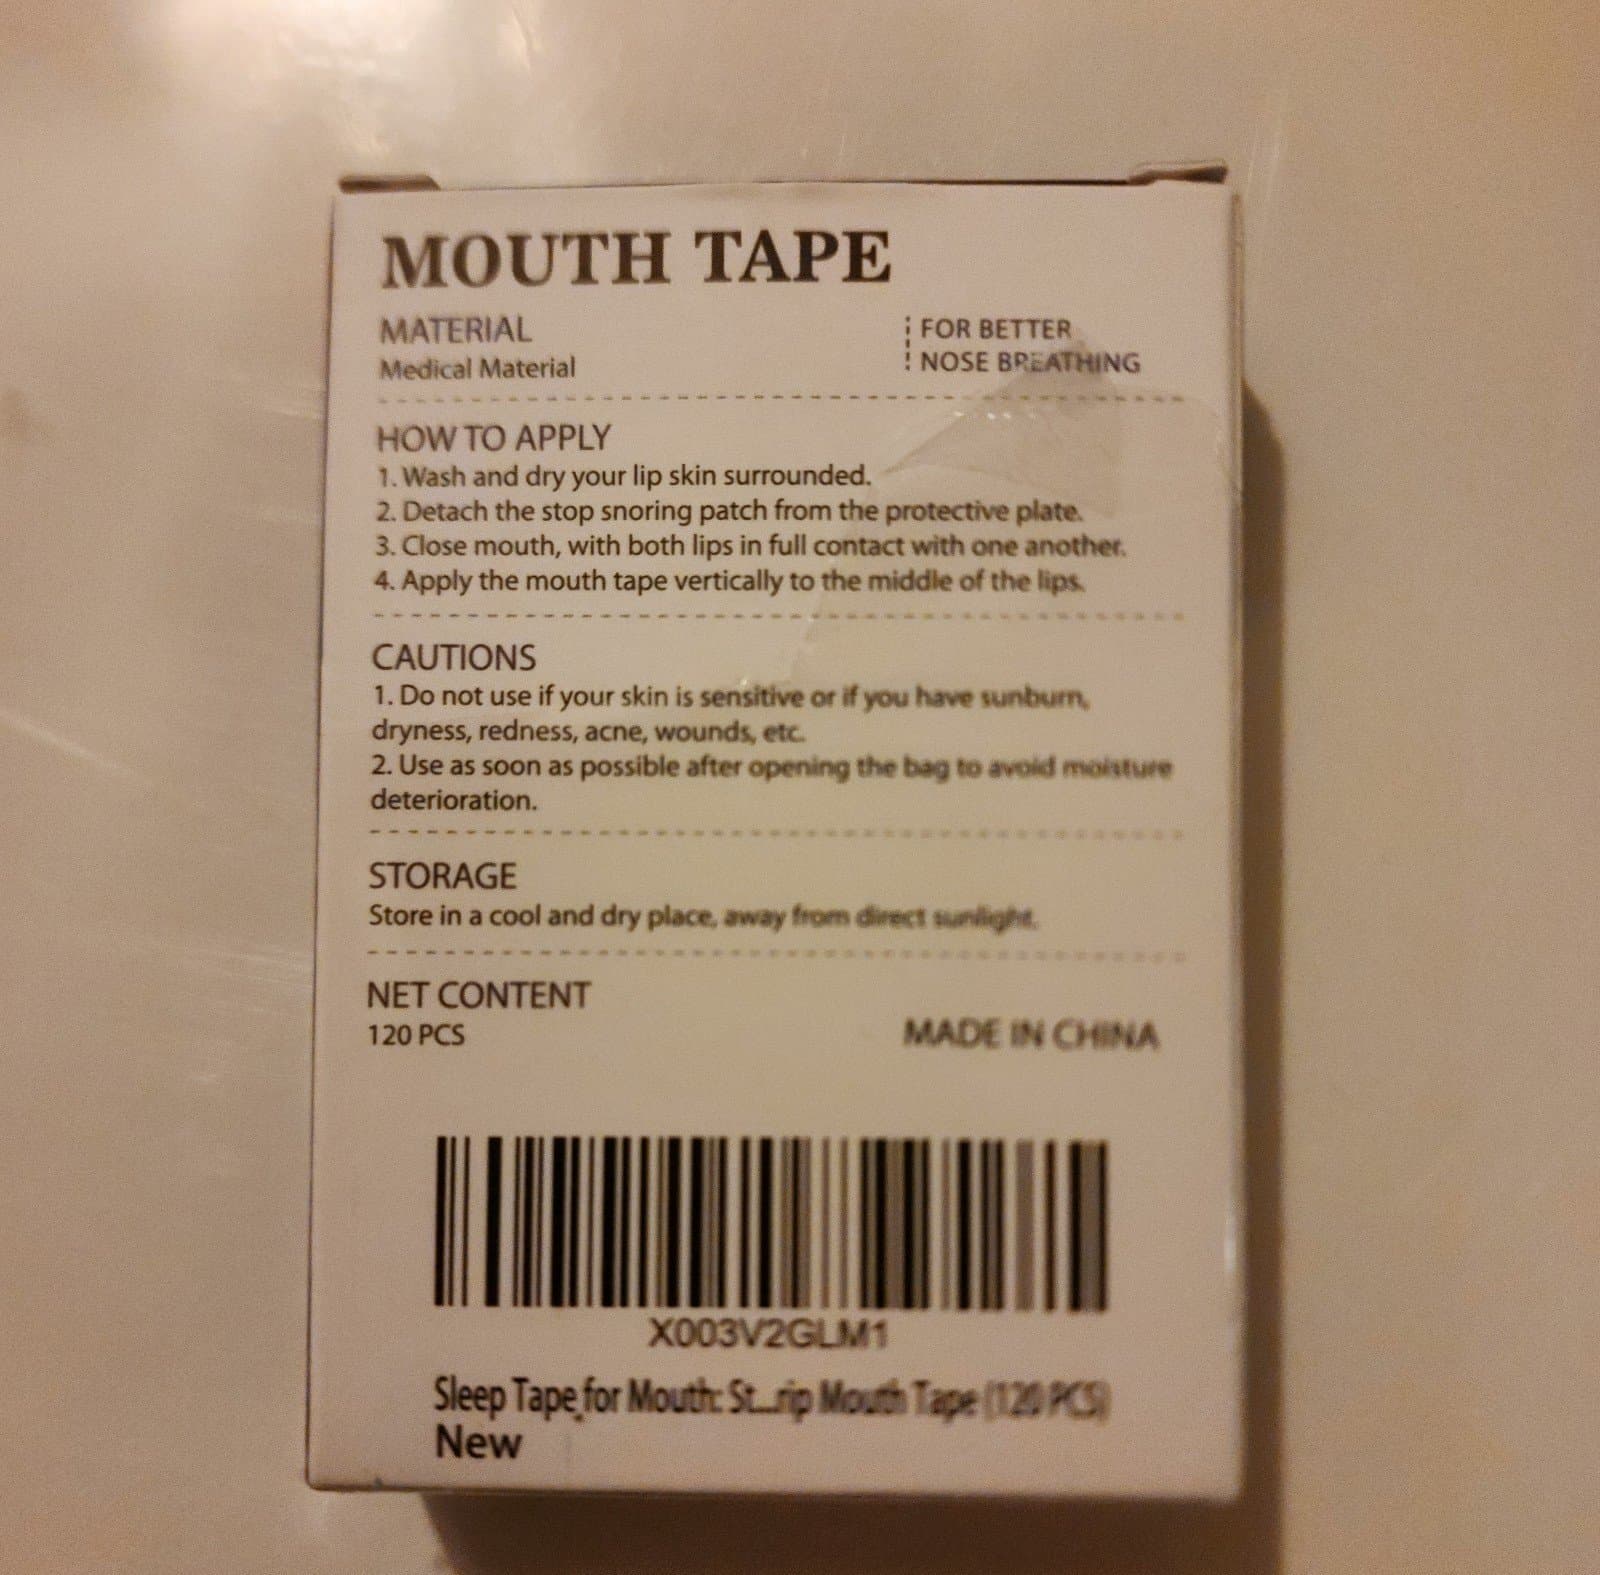 MOUTH TAPE
MATERIAL
Medical Material
FOR BETTER
NOSE BREATHING
HOW TO APPLY
1. Wash and dry your lip skin surrounded.
2. Detach the stop snoring patch from the protective plate.
3. Close mouth, with both lips in full contact with one another.
4. Apply the mouth tape vertically to the middle of the lips.
CAUTIONS
1. Do not use if your skin is sensitive or if you have sunburn,
dryness, redness, acne, wounds, etc.
2. Use as soon as possible after opening the bag to avoid moisture
deterioration.
STORAGE
Store in a cool and dry place, away from direct sunlight.
NET CONTENT
120 PCS
MADE IN CHINA
X003V2GLM1
Sleep Tape for Mouth: St...rip Mouth Tape (120 PCS)
New